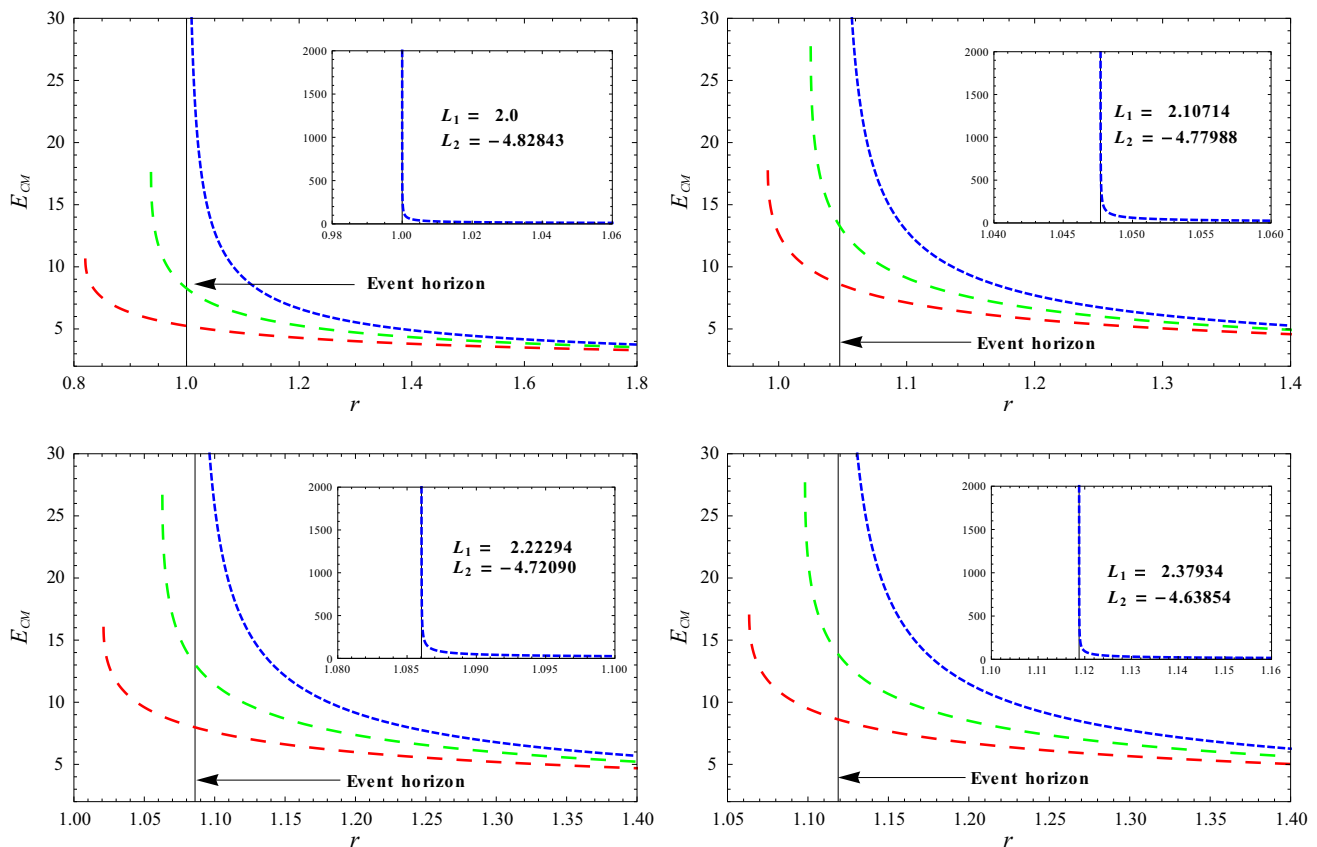 30
25
20
15
10
5
E_CM
0.8 1.0 1.2 1.4 1.6 1.8
r
Event horizon
2000
1500
1000
500
0
0.98 1.00 1.02 1.04 1.06
L₁ = 2.0
L₂ = −4.82843
30
25
20
15
10
5
E_CM
1.0 1.1 1.2 1.3 1.4
r
Event horizon
2000
1500
1000
500
0
1.040 1.045 1.050 1.055 1.060
L₁ = 2.10714
L₂ = −4.77988
30
25
20
15
10
5
E_CM
1.00 1.05 1.10 1.15 1.20 1.25 1.30 1.35 1.40
r
Event horizon
2000
1500
1000
500
0
1.080 1.086 1.090 1.095 1.100
L₁ = 2.22294
L₂ = −4.72090
30
25
20
15
10
5
E_CM
1.05 1.10 1.15 1.20 1.25 1.30 1.35 1.40
r
Event horizon
2000
1500
1000
500
0
1.10 1.11 1.12 1.13 1.14 1.15 1.16
L₁ = 2.37934
L₂ = −4.63854